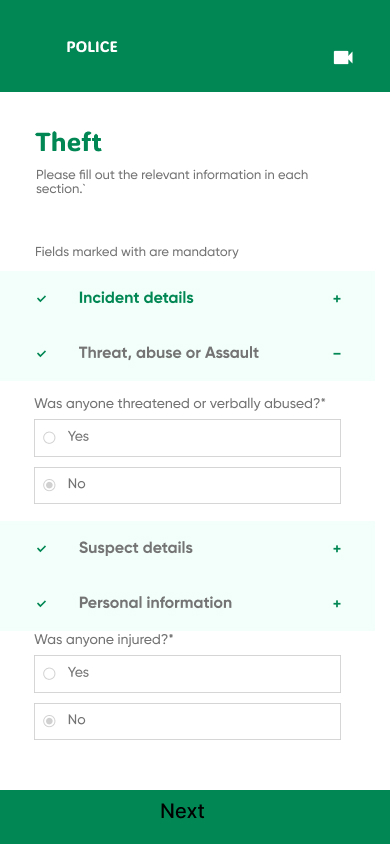 POLICE
Theft
Please fill out the relevant information in each
section.*
Fields marked with are mandatory
Incident details
+
Threat, abuse or Assault
–
Was anyone threatened or verbally abused?*
Yes
No
Suspect details
+
Personal information
+
Was anyone injured?*
Yes
No
Next